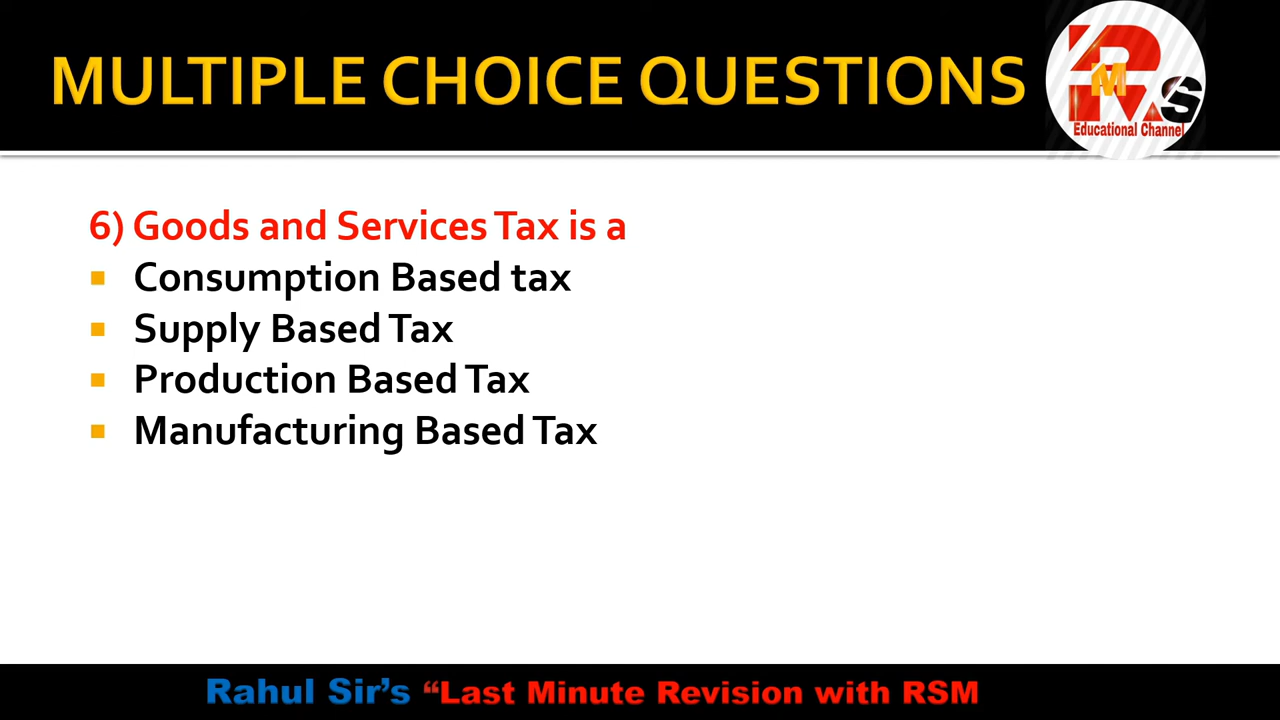 MULTIPLE CHOICE QUESTIONS
RMS
Educational Channel
6) Goods and Services Tax is a
Consumption Based tax
Supply Based Tax
Production Based Tax
Manufacturing Based Tax
Rahul Sir’s “Last Minute Revision with RSM